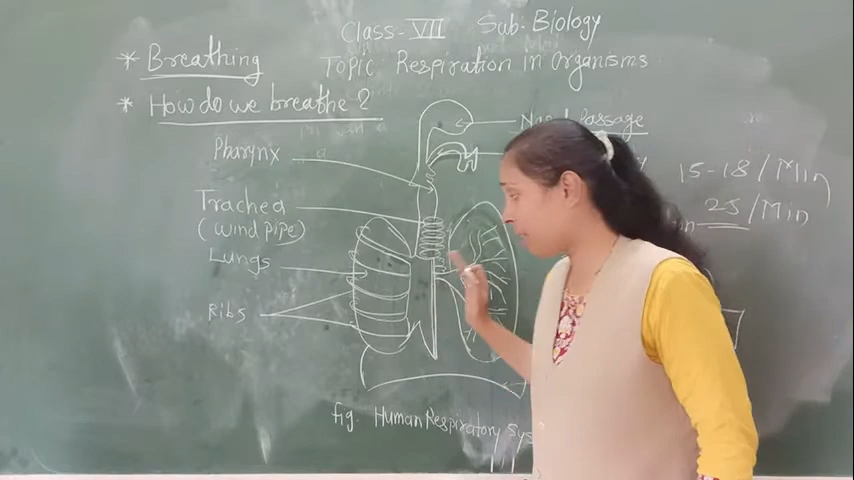 Class- VII Sub- Biology
* Breathing
Topic: Respiration in Organisms
* How do we breathe?
Nasal Passage
Pharynx
15-18/Min
Trachea
(wind pipe)
25/Min
Lungs
Ribs
fig. Human Respiratory Sys